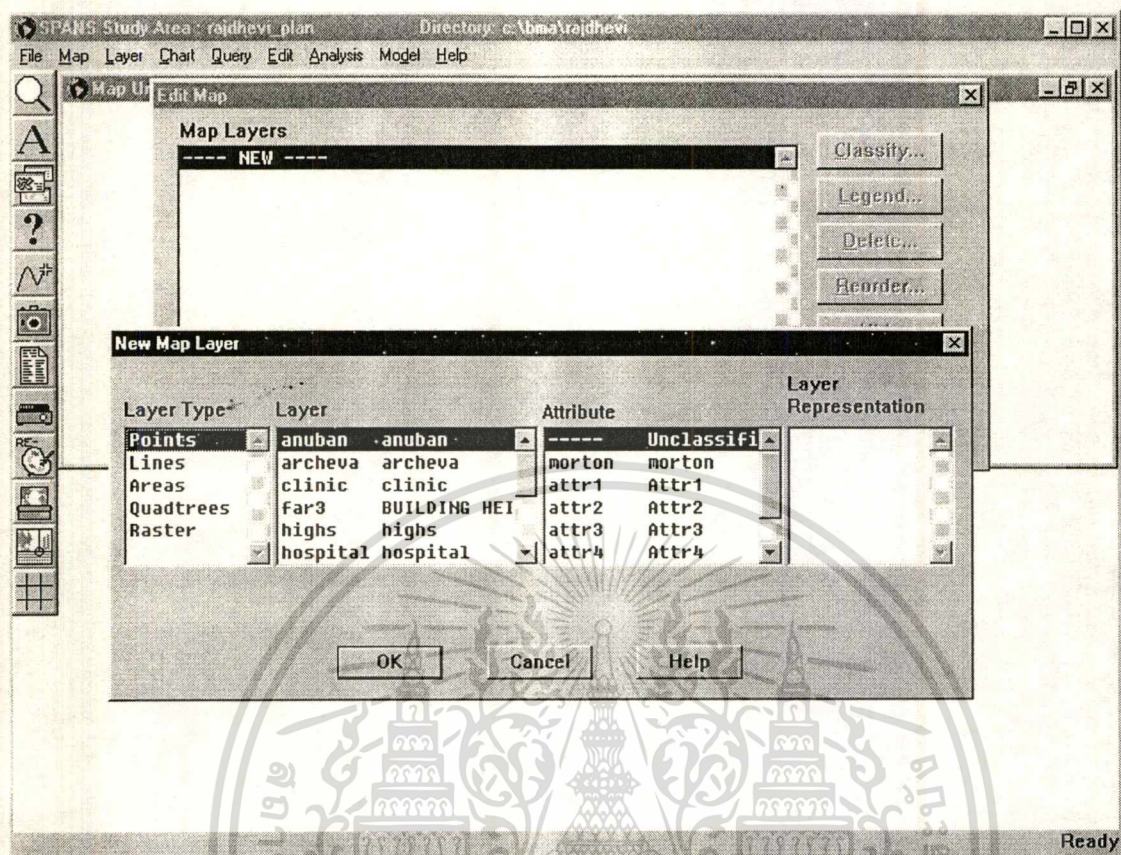 SPANS Study Area : rajdhevi_plan Directory: c:\bma\rajdhevi
File Map Layer Chart Query Edit Analysis Model Help
Map Ur
Edit Map
Map Layers
---- NEW ----
Classify...
Legend...
Delete...
Reorder...
New Map Layer
Layer Type Layer Attribute Layer Representation
Points anuban anuban ----- Unclassifi
Lines archeva archeva morton morton
Areas clinic clinic attr1 Attr1
Quadtrees far3 BUILDING HEI attr2 Attr2
Raster highs highs attr3 Attr3
hospital hospital attr4 Attr4
OK Cancel Help
A
?
RE-
Ready